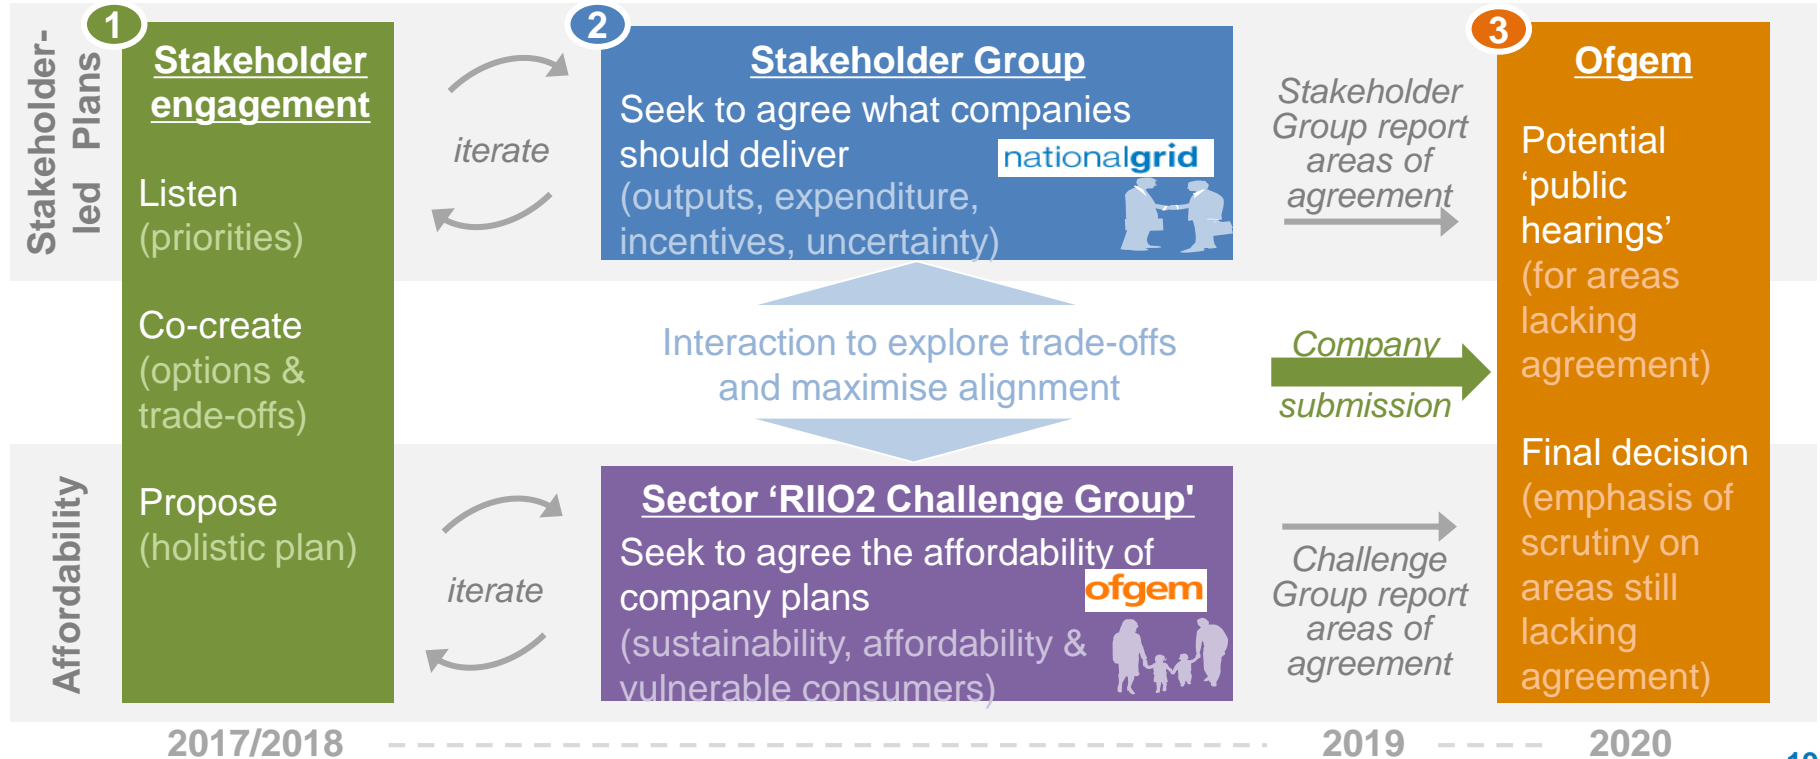 Stakeholder-
led Plans
Affordability
1
Stakeholder
engagement
Listen
(priorities)
Co-create
(options &
trade-offs)
Propose
(holistic plan)
iterate
iterate
2
Stakeholder Group
Seek to agree what companies
should deliver
nationalgrid
(outputs, expenditure,
incentives, uncertainty)
Interaction to explore trade-offs
and maximise alignment
Sector ‘RIIO2 Challenge Group'
Seek to agree the affordability of
company plans
ofgem
(sustainability, affordability &
vulnerable consumers)
Stakeholder
Group report
areas of
agreement
Company
submission
Challenge
Group report
areas of
agreement
3
Ofgem
Potential
‘public
hearings’
(for areas
lacking
agreement)
Final decision
(emphasis of
scrutiny on
areas still
lacking
agreement)
2017/2018
2019
2020